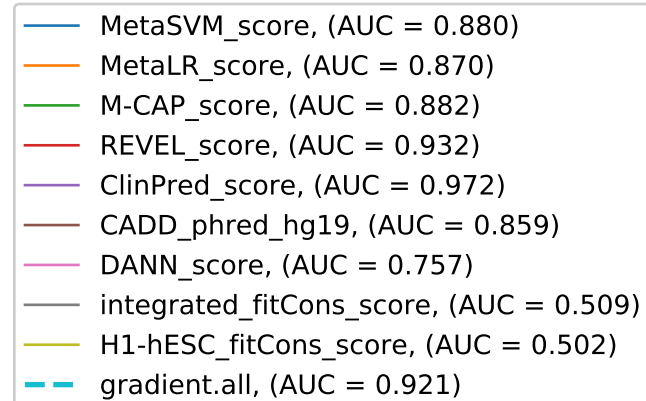 MetaSVM_score, (AUC = 0.880)
MetaLR_score, (AUC = 0.870)
M-CAP_score, (AUC = 0.882)
REVEL_score, (AUC = 0.932)
ClinPred_score, (AUC = 0.972)
CADD_phred_hg19, (AUC = 0.859)
DANN_score, (AUC = 0.757)
integrated_fitCons_score, (AUC = 0.509)
H1-hESC_fitCons_score, (AUC = 0.502)
gradient.all, (AUC = 0.921)